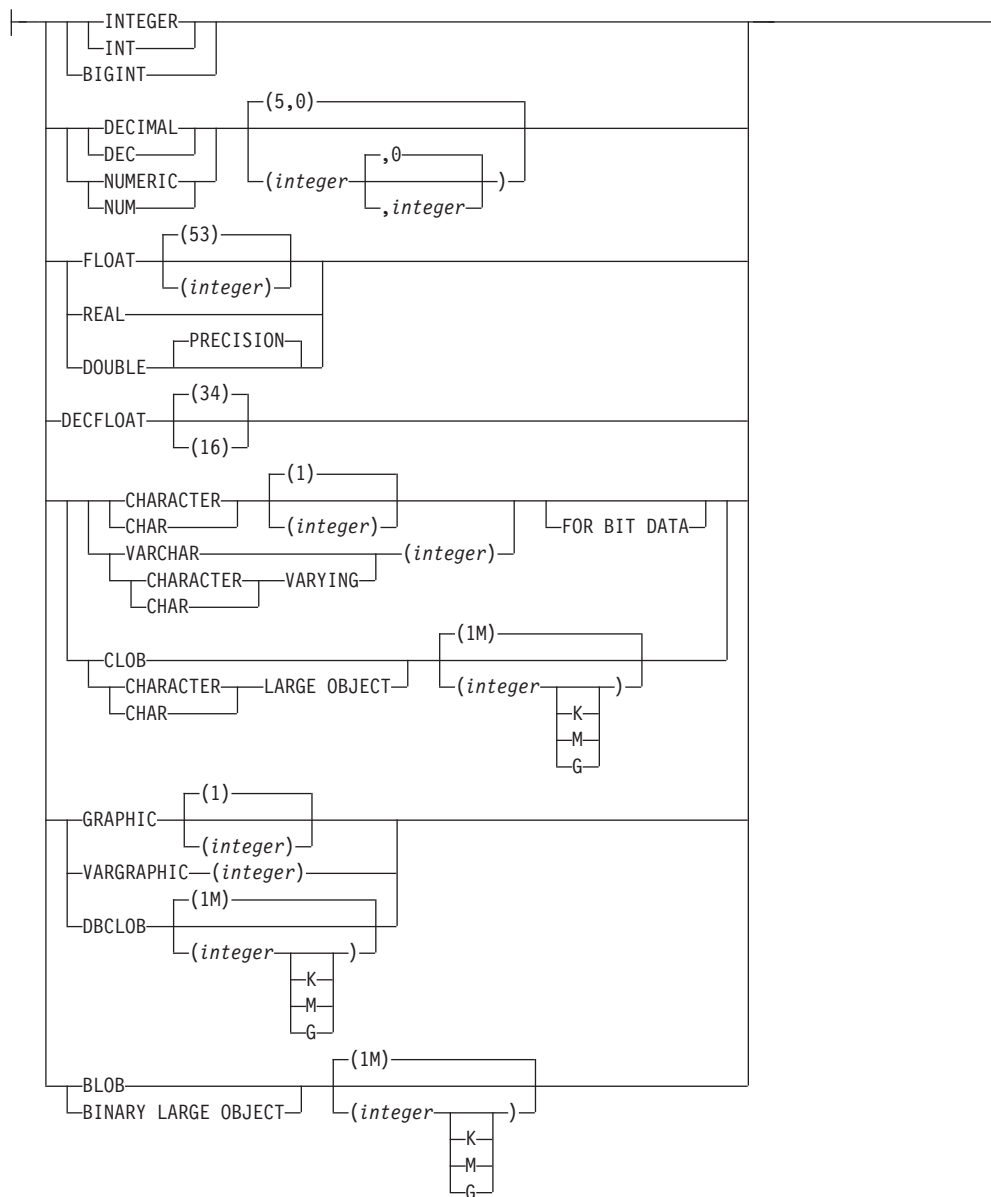 INTEGER
INT
BIGINT
(5,0)
DECIMAL
DEC ,0
NUMERIC (integer )
NUM ,integer
(53)
FLOAT
(integer)
REAL
PRECISION
DOUBLE
(34)
DECFLOAT
(16)
(1)
CHARACTER
CHAR (integer) FOR BIT DATA
VARCHAR (integer)
CHARACTER VARYING
CHAR
(1M)
CLOB
CHARACTER LARGE OBJECT (integer )
CHAR K
M
G
(1)
GRAPHIC
(integer)
VARGRAPHIC (integer)
(1M)
DBCLOB
(integer )
K
M
G
(1M)
BLOB
BINARY LARGE OBJECT (integer )
K
M
G